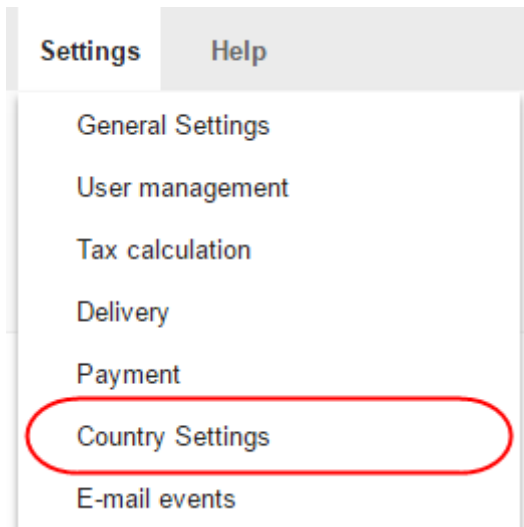 Settings Help
General Settings
User management
Tax calculation
Delivery
Payment
Country Settings
E-mail events